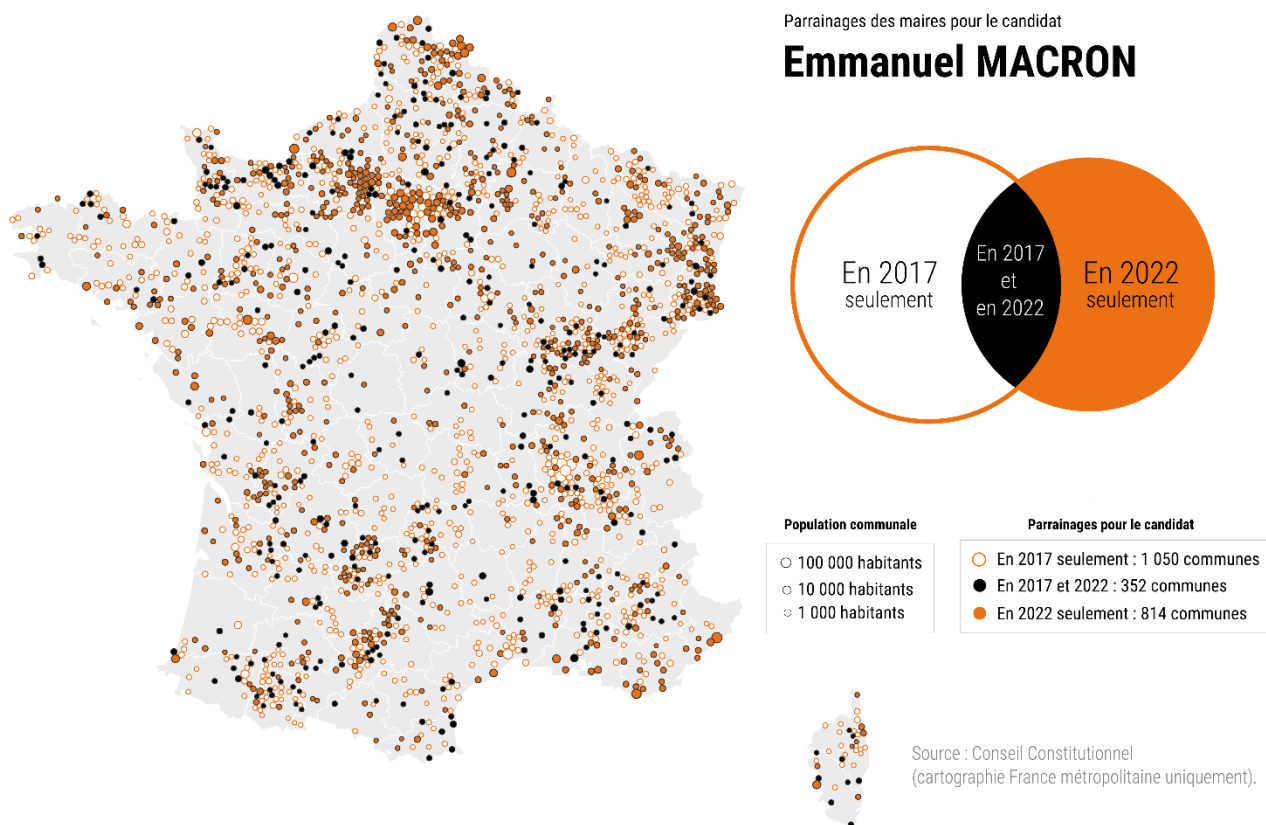 Parrainages des maires pour le candidat
Emmanuel MACRON
En 2017
seulement
En 2017
et
en 2022
En 2022
seulement
Population communale
100 000 habitants
10 000 habitants
1 000 habitants
Parrainages pour le candidat
En 2017 seulement : 1 050 communes
En 2017 et 2022 : 352 communes
En 2022 seulement : 814 communes
Source : Conseil Constitutionnel
(cartographie France métropolitaine uniquement).